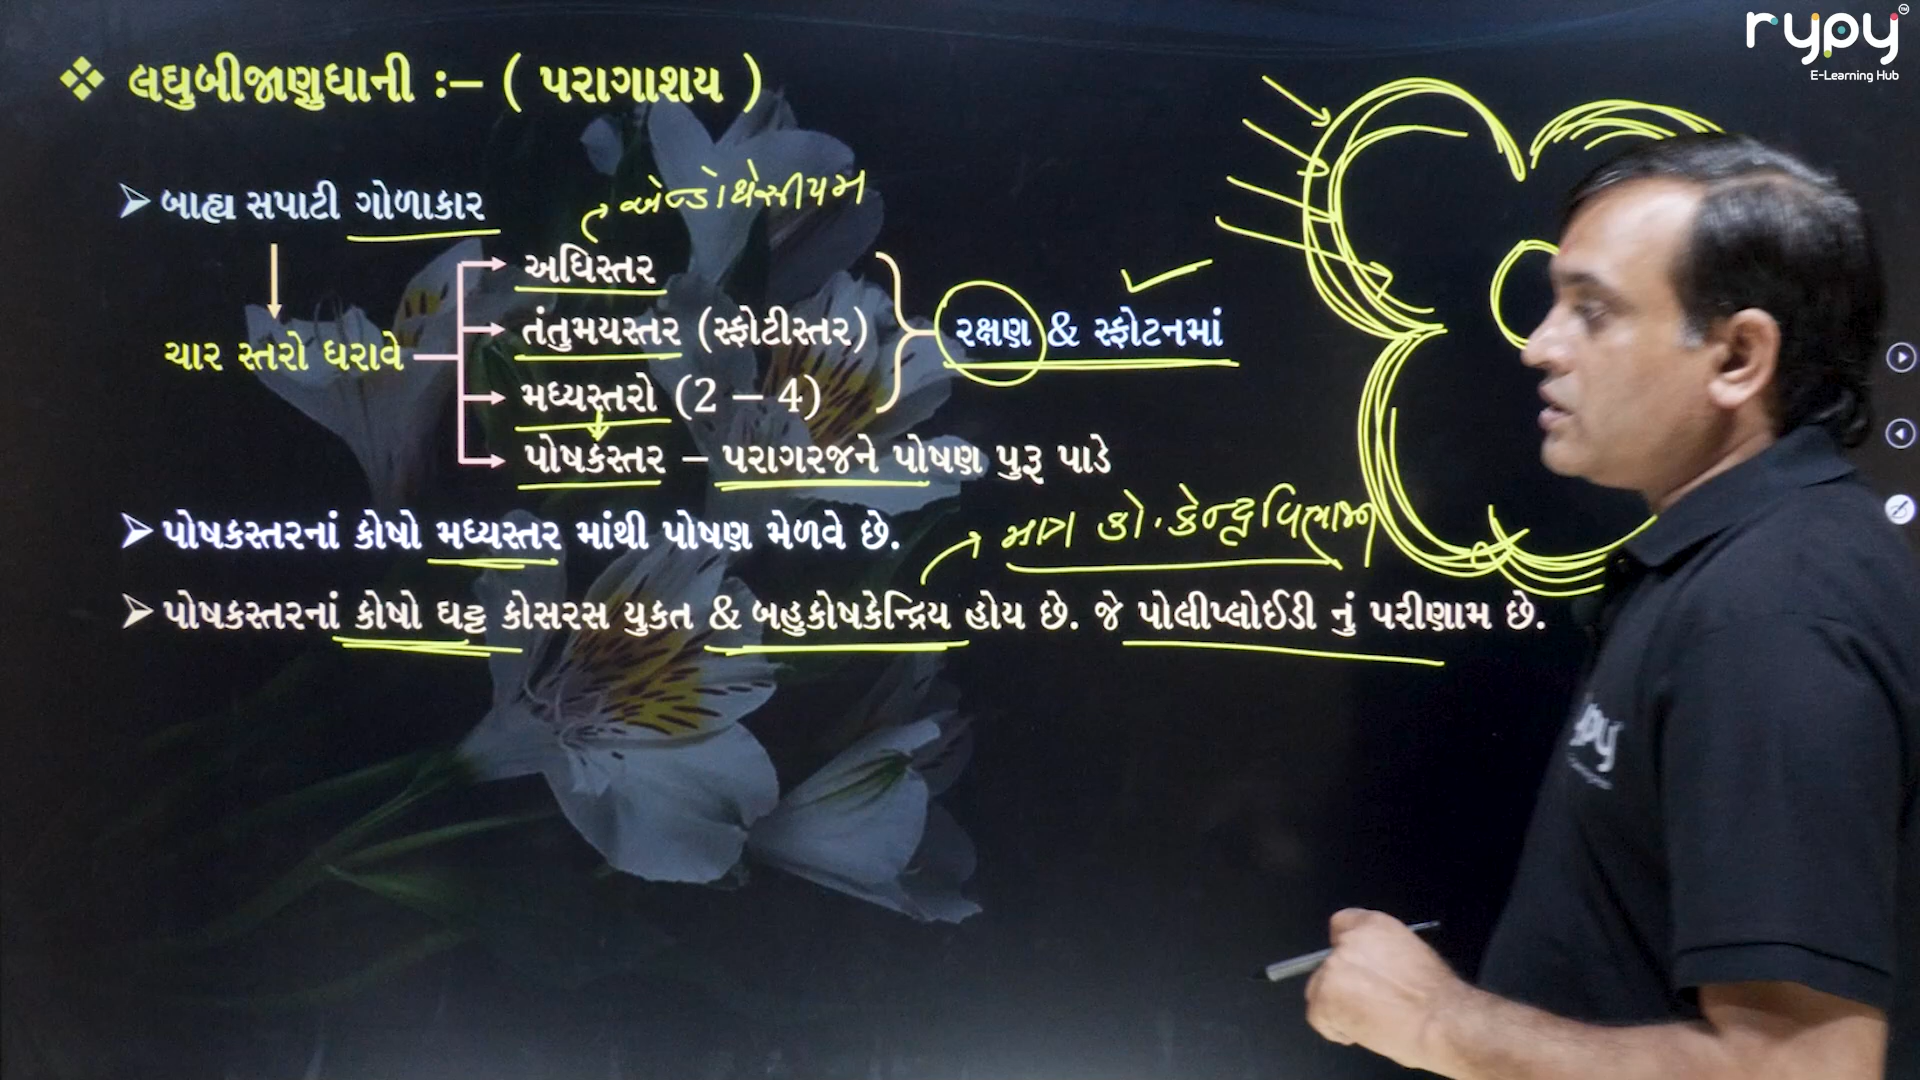 rypy
E-Learning Hub
❖ લઘુબીજાણુધાની :– ( પરાગાશય )
➢ બાહ્ય સપાટી ગોળાકાર
એન્ડોથેસીયમ
અધિસ્તર
તંતુમયસ્તર (સ્ફોટીસ્તર)
રક્ષણ & સ્ફોટનમાં
ચાર સ્તરો ધરાવે
મધ્યસ્તરો (2 – 4)
પોષકસ્તર – પરાગરજને પોષણ પુરૂ પાડે
માત્ર કો.કેન્દ્ર વિભાજન
➢ પોષકસ્તરનાં કોષો મધ્યસ્તર માંથી પોષણ મેળવે છે.
➢ પોષકસ્તરનાં કોષો ઘટ્ટ કોસરસ યુકત & બહુકોષકેન્દ્રિય હોય છે. જે પોલીપ્લોઈડી નું પરીણામ છે.